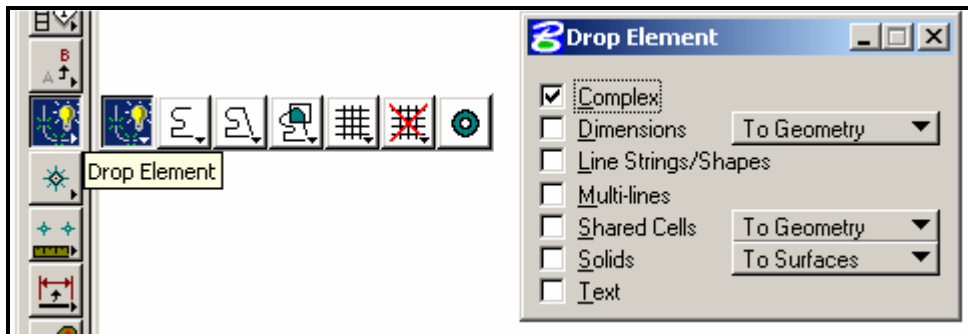 B
A
Drop Element
Drop Element
Complex
Dimensions To Geometry
Line Strings/Shapes
Multi-lines
Shared Cells To Geometry
Solids To Surfaces
Text